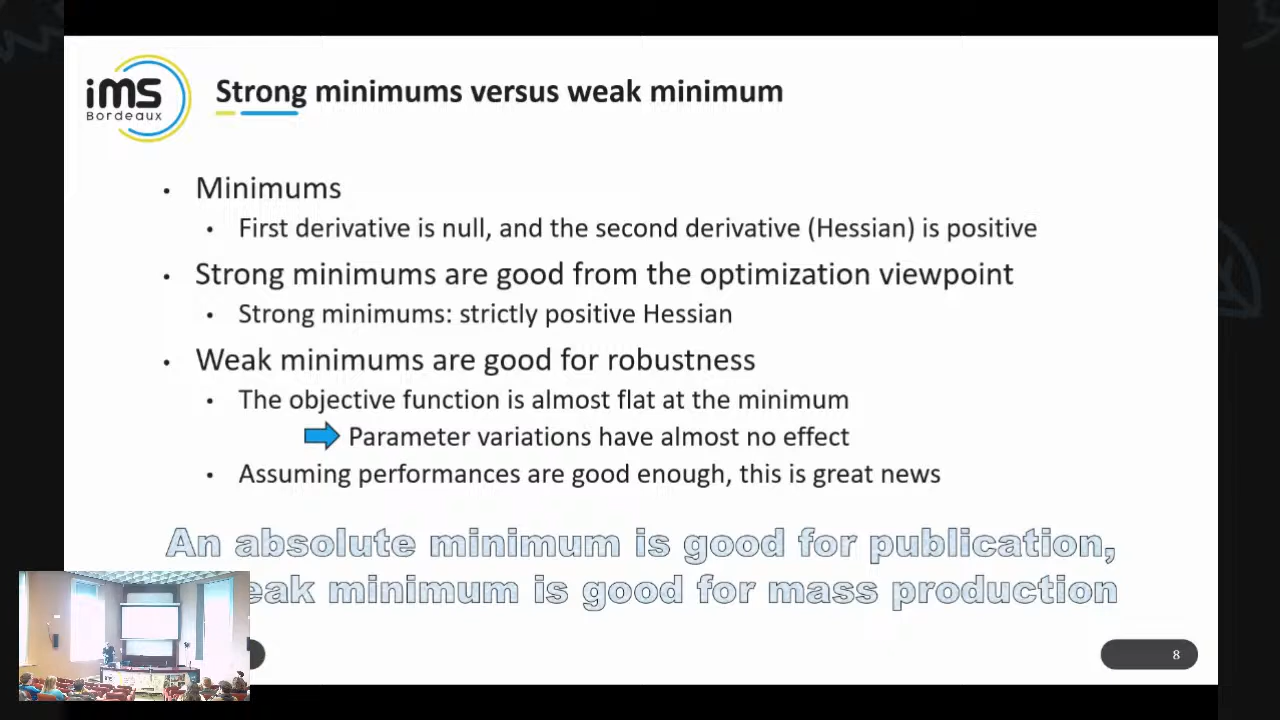 iMS
Bordeaux
Strong minimums versus weak minimum
• Minimums
• First derivative is null, and the second derivative (Hessian) is positive
• Strong minimums are good from the optimization viewpoint
• Strong minimums: strictly positive Hessian
• Weak minimums are good for robustness
• The objective function is almost flat at the minimum
Parameter variations have almost no effect
• Assuming performances are good enough, this is great news
An absolute minimum is good for publication,
eak minimum is good for mass production
8